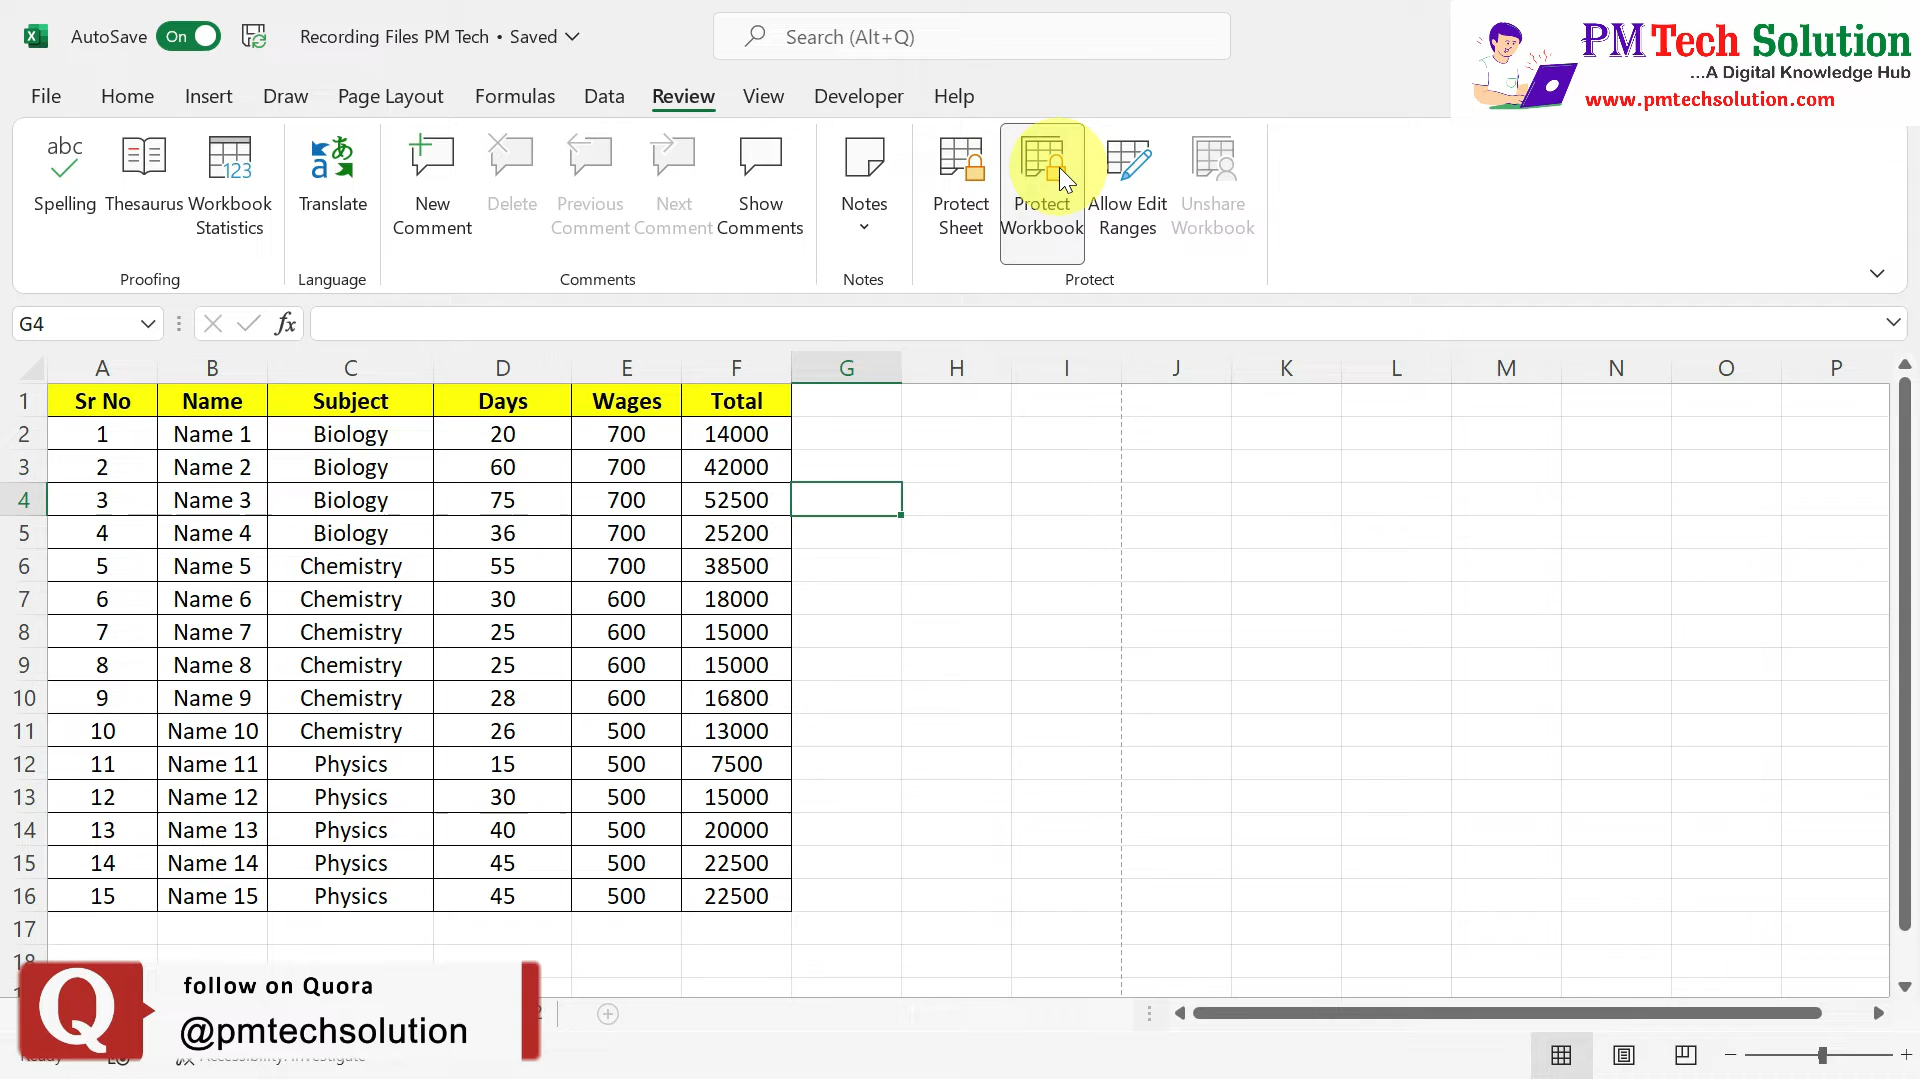 AutoSave On Recording Files PM Tech • Saved Search (Alt+Q)
PM Tech Solution
...A Digital Knowledge Hub
www.pmtechsolution.com
File Home Insert Draw Page Layout Formulas Data Review View Developer Help
abc
123
Spelling Thesaurus Workbook Statistics Translate New Comment Delete Previous Comment Next Comment Show Comments Notes Protect Sheet Protect Workbook Allow Edit Ranges Unshare Workbook
Proofing Language Comments Notes Protect
G4 fx
A B C D E F G H I J K L M N O P
1 Sr No Name Subject Days Wages Total
2 1 Name 1 Biology 20 700 14000
3 2 Name 2 Biology 60 700 42000
4 3 Name 3 Biology 75 700 52500
5 4 Name 4 Biology 36 700 25200
6 5 Name 5 Chemistry 55 700 38500
7 6 Name 6 Chemistry 30 600 18000
8 7 Name 7 Chemistry 25 600 15000
9 8 Name 8 Chemistry 25 600 15000
10 9 Name 9 Chemistry 28 600 16800
11 10 Name 10 Chemistry 26 500 13000
12 11 Name 11 Physics 15 500 7500
13 12 Name 12 Physics 30 500 15000
14 13 Name 13 Physics 40 500 20000
15 14 Name 14 Physics 45 500 22500
16 15 Name 15 Physics 45 500 22500
17
18
Q
follow on Quora
@pmtechsolution